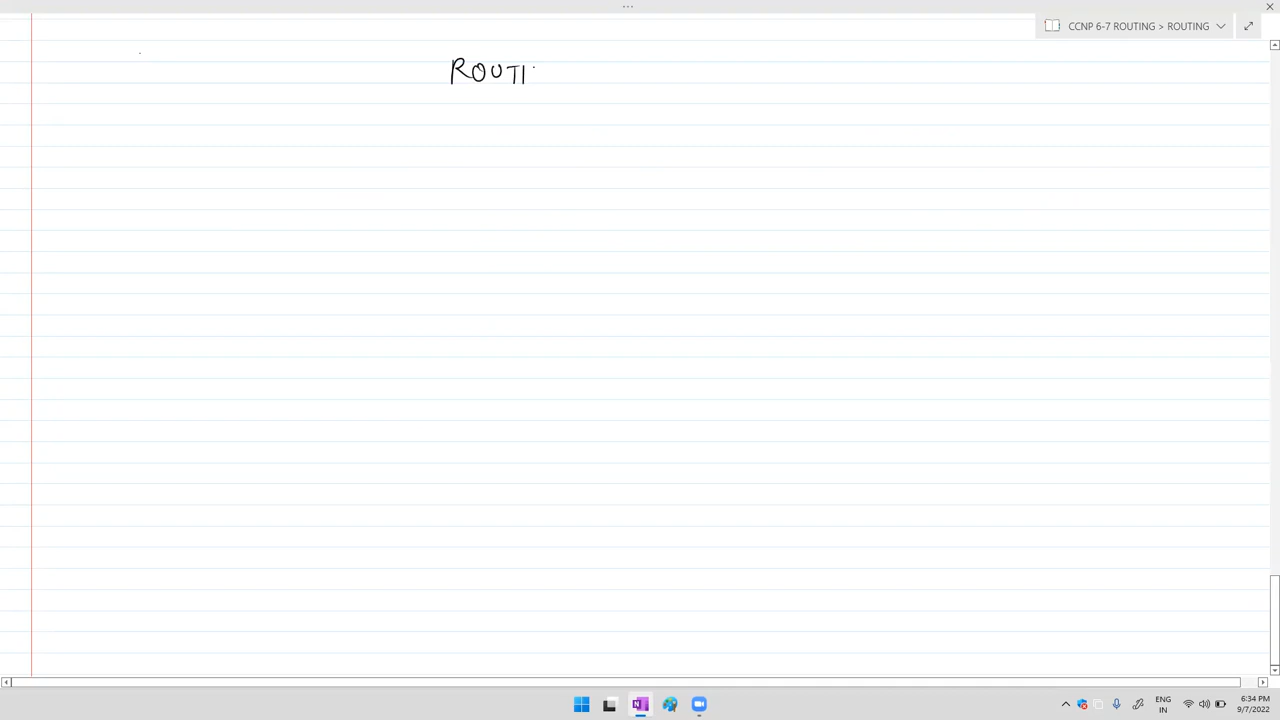 CCNP 6-7 ROUTING > ROUTING
ROUTI
ENG
IN
6:34 PM
9/7/2022